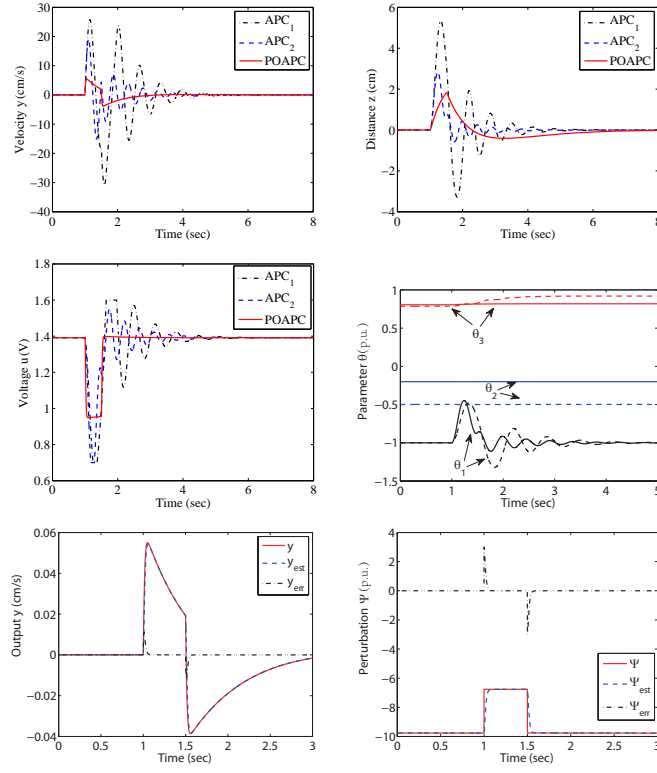 30
20
10
0
−10
−20
−30
−40
0
2
4
6
8
Velocity y (cm/s)
Time (sec)
APC1
APC2
POAPC
6
4
2
0
−2
−4
0
2
4
6
8
Distance z (cm)
Time (sec)
APC1
APC2
POAPC
1.8
1.6
1.4
1.2
1
0.8
0.6
0
2
4
6
8
Voltage u (V)
Time (sec)
APC1
APC2
POAPC
1
0.5
0
−0.5
−1
−1.5
0
1
2
3
4
5
Parameter θ(p.u.)
Time (sec)
θ3
θ2
θ1
0.06
0.04
0.02
0
−0.02
−0.04
0
0.5
1
1.5
2
2.5
3
Output y (cm/s)
Time (sec)
y
yest
yerr
4
2
0
−2
−4
−6
−8
−10
0
0.5
1
1.5
2
2.5
3
Perturbation Ψ (p.u.)
Time (sec)
Ψ
Ψest
Ψerr